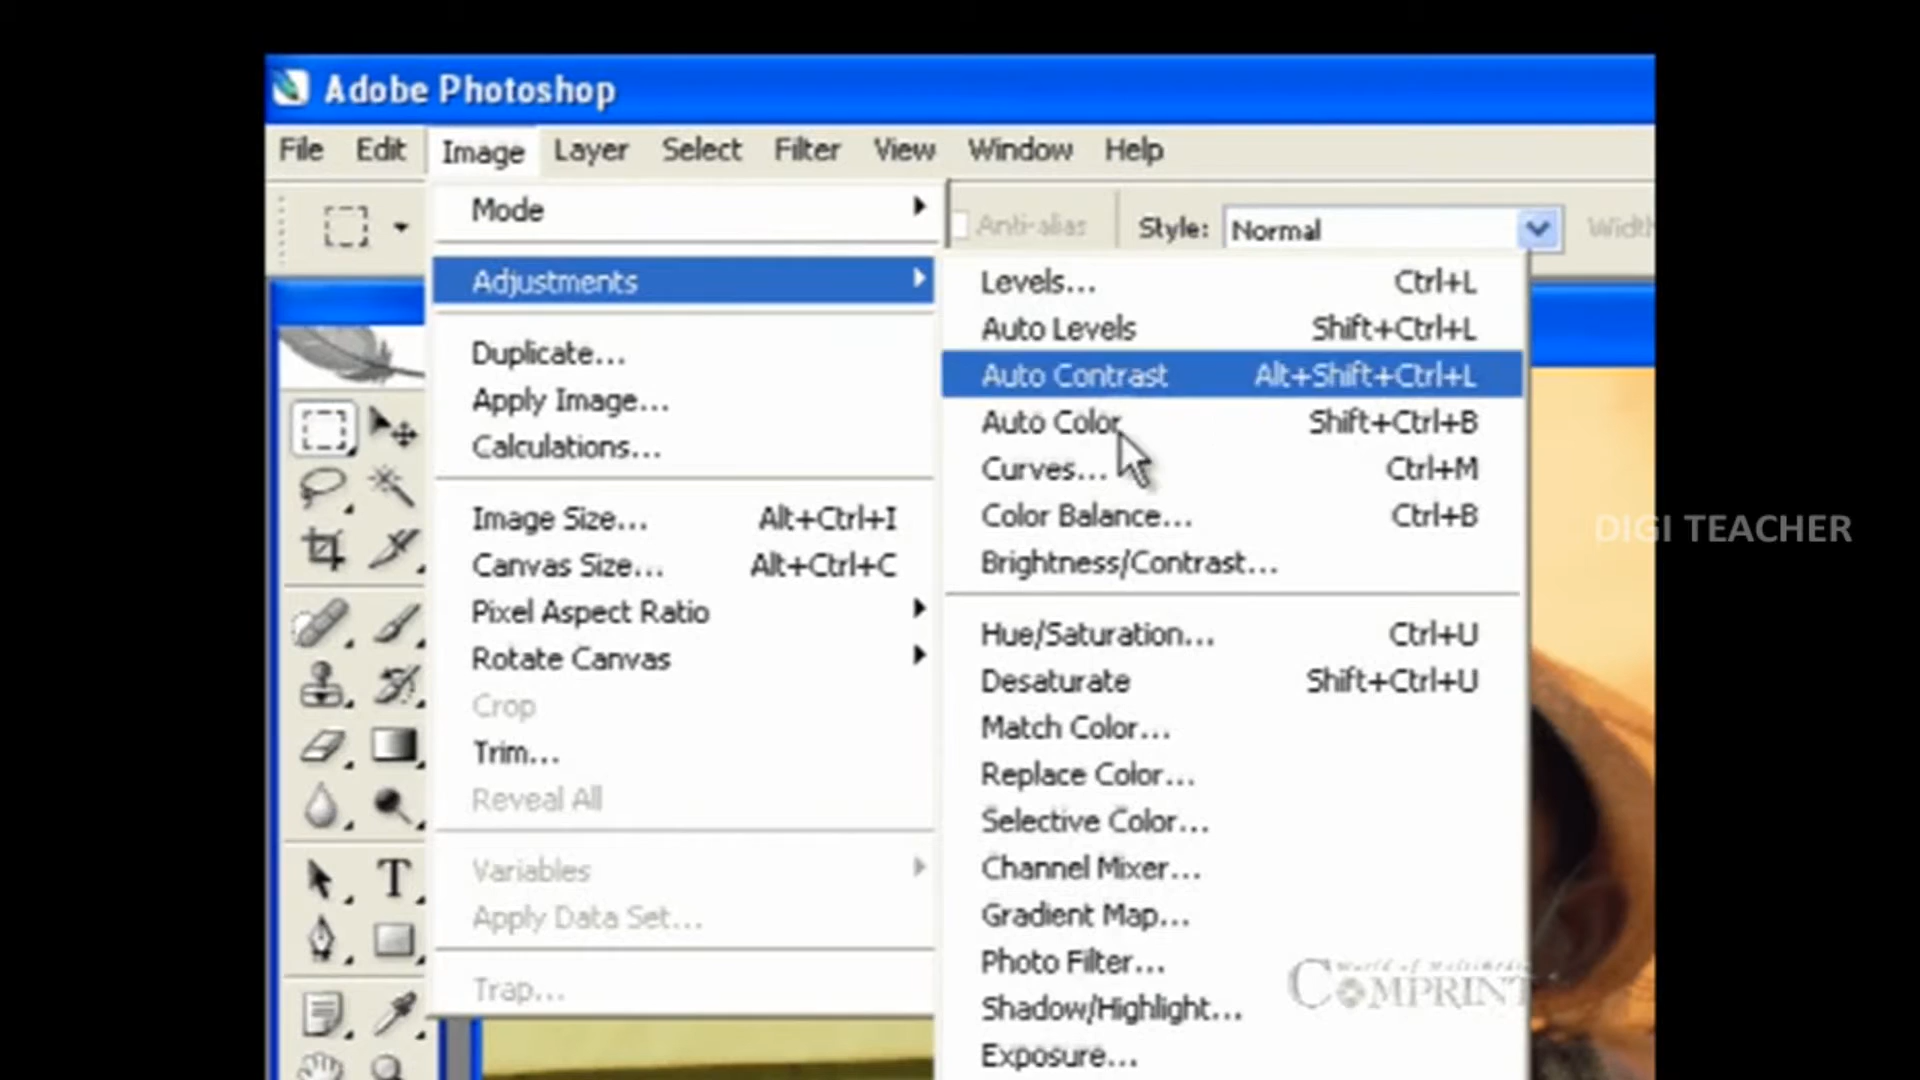 Adobe Photoshop
File Edit Image Layer Select Filter View Window Help
Anti-alias Style: Normal Width
Mode
Adjustments
Duplicate...
Apply Image...
Calculations...
Image Size... Alt+Ctrl+I
Canvas Size... Alt+Ctrl+C
Pixel Aspect Ratio
Rotate Canvas
Crop
Trim...
Reveal All
Variables
Apply Data Set...
Trap...
Levels... Ctrl+L
Auto Levels Shift+Ctrl+L
Auto Contrast Alt+Shift+Ctrl+L
Auto Color Shift+Ctrl+B
Curves... Ctrl+M
Color Balance... Ctrl+B
Brightness/Contrast...
Hue/Saturation... Ctrl+U
Desaturate Shift+Ctrl+U
Match Color...
Replace Color...
Selective Color...
Channel Mixer...
Gradient Map...
Photo Filter...
Shadow/Highlight...
Exposure...
T
DIGI TEACHER
World of Multimedia
COMPRINT